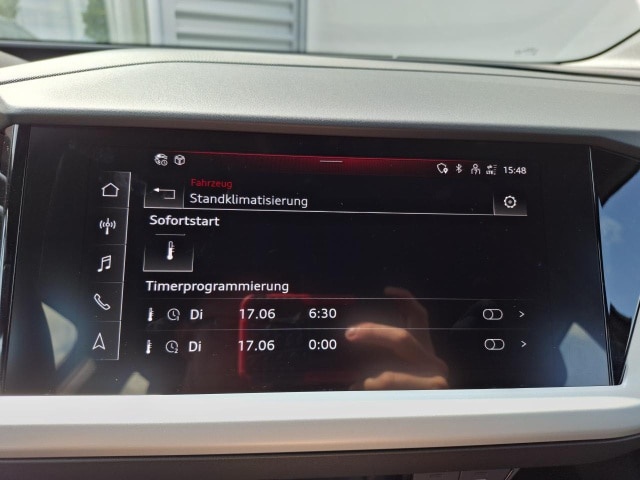 15:48
Fahrzeug
Standklimatisierung
Sofortstart
Timerprogrammierung
Di 17.06 6:30
Di 17.06 0:00